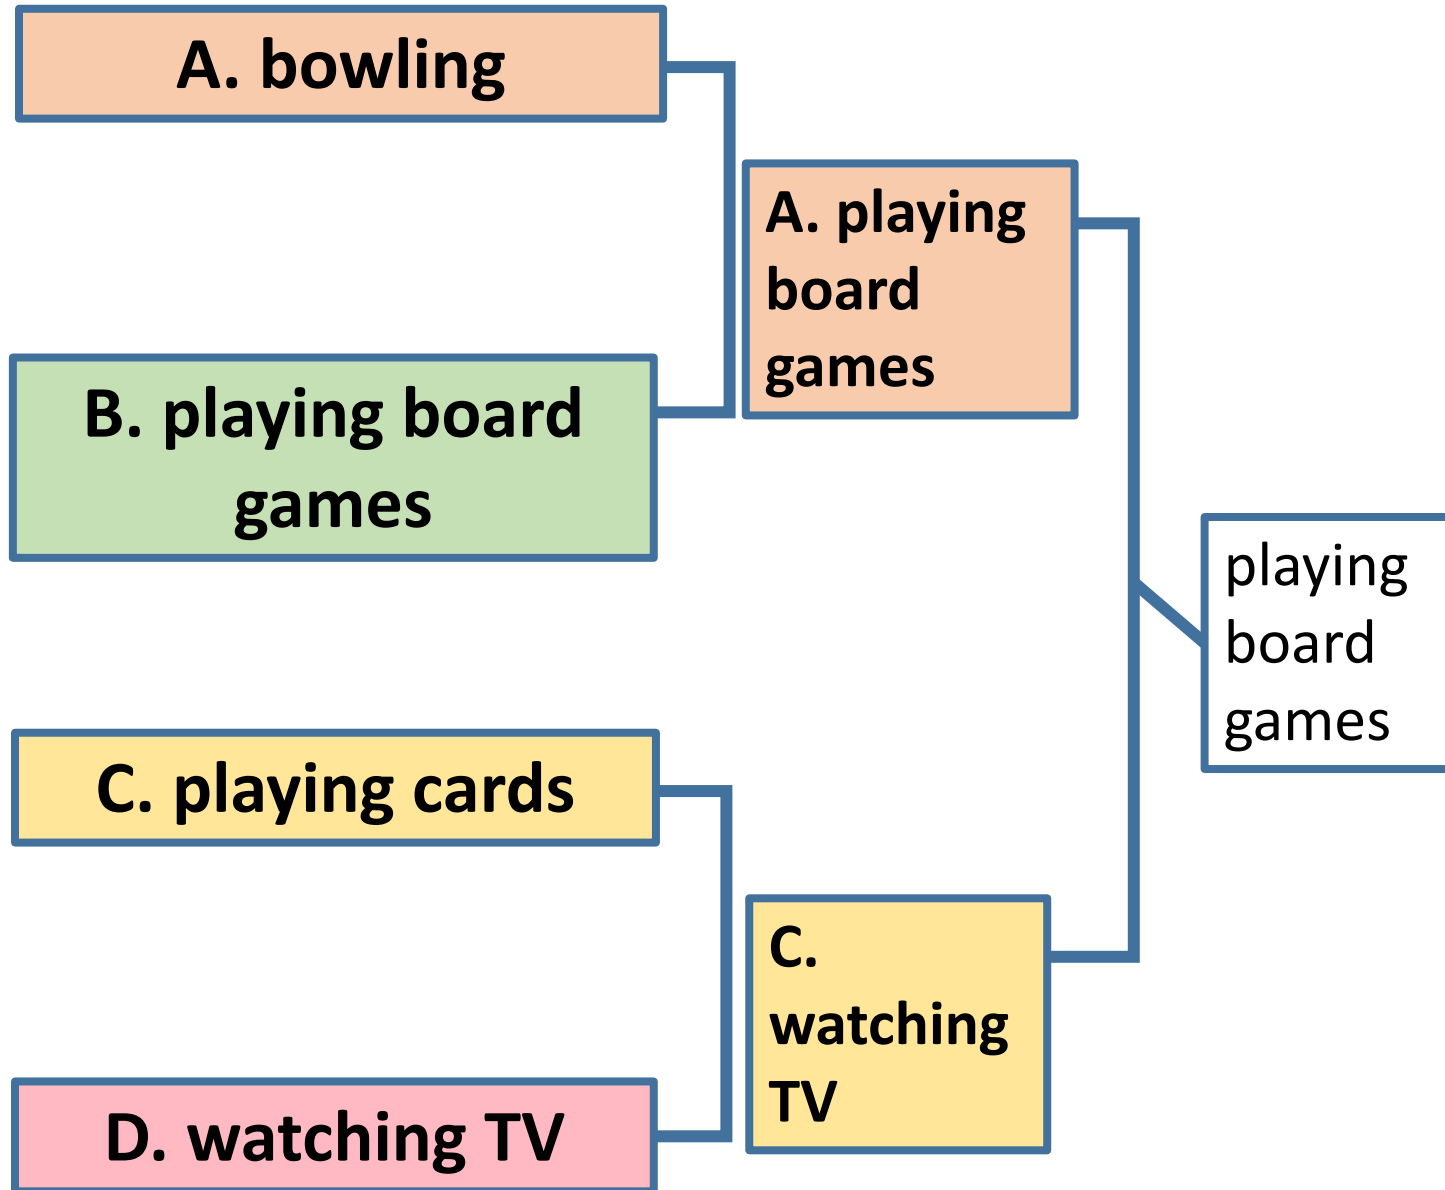 A. bowling
A. playing
board
games
B. playing board
games
playing
board
games
C. playing cards
C.
watching
TV
D. watching TV